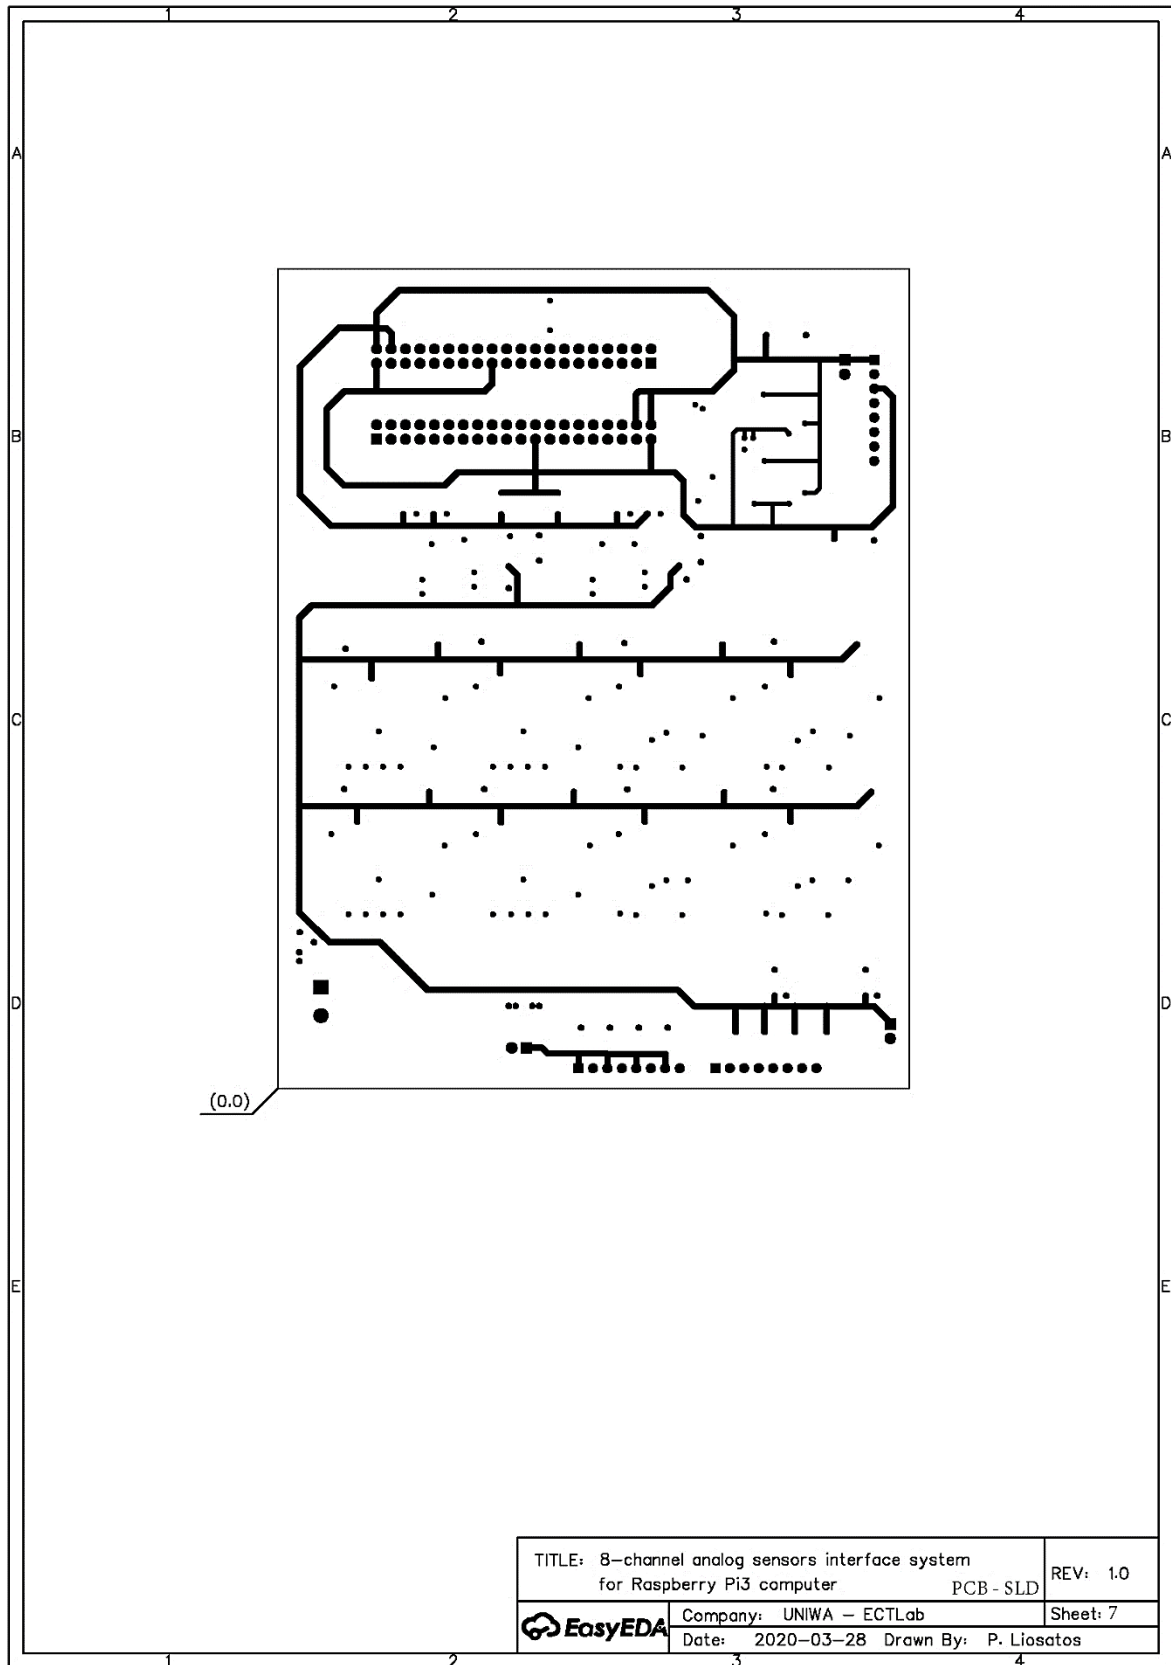 1 2 3 4
A A
B B
C C
D D
(0.0)
E E
TITLE: 8-channel analog sensors interface system
for Raspberry Pi3 computer PCB - SLD
REV: 1.0
EasyEDA
Company: UNIWA - ECTLab
Sheet: 7
Date: 2020-03-28 Drawn By: P. Liosatos
1 2 3 4